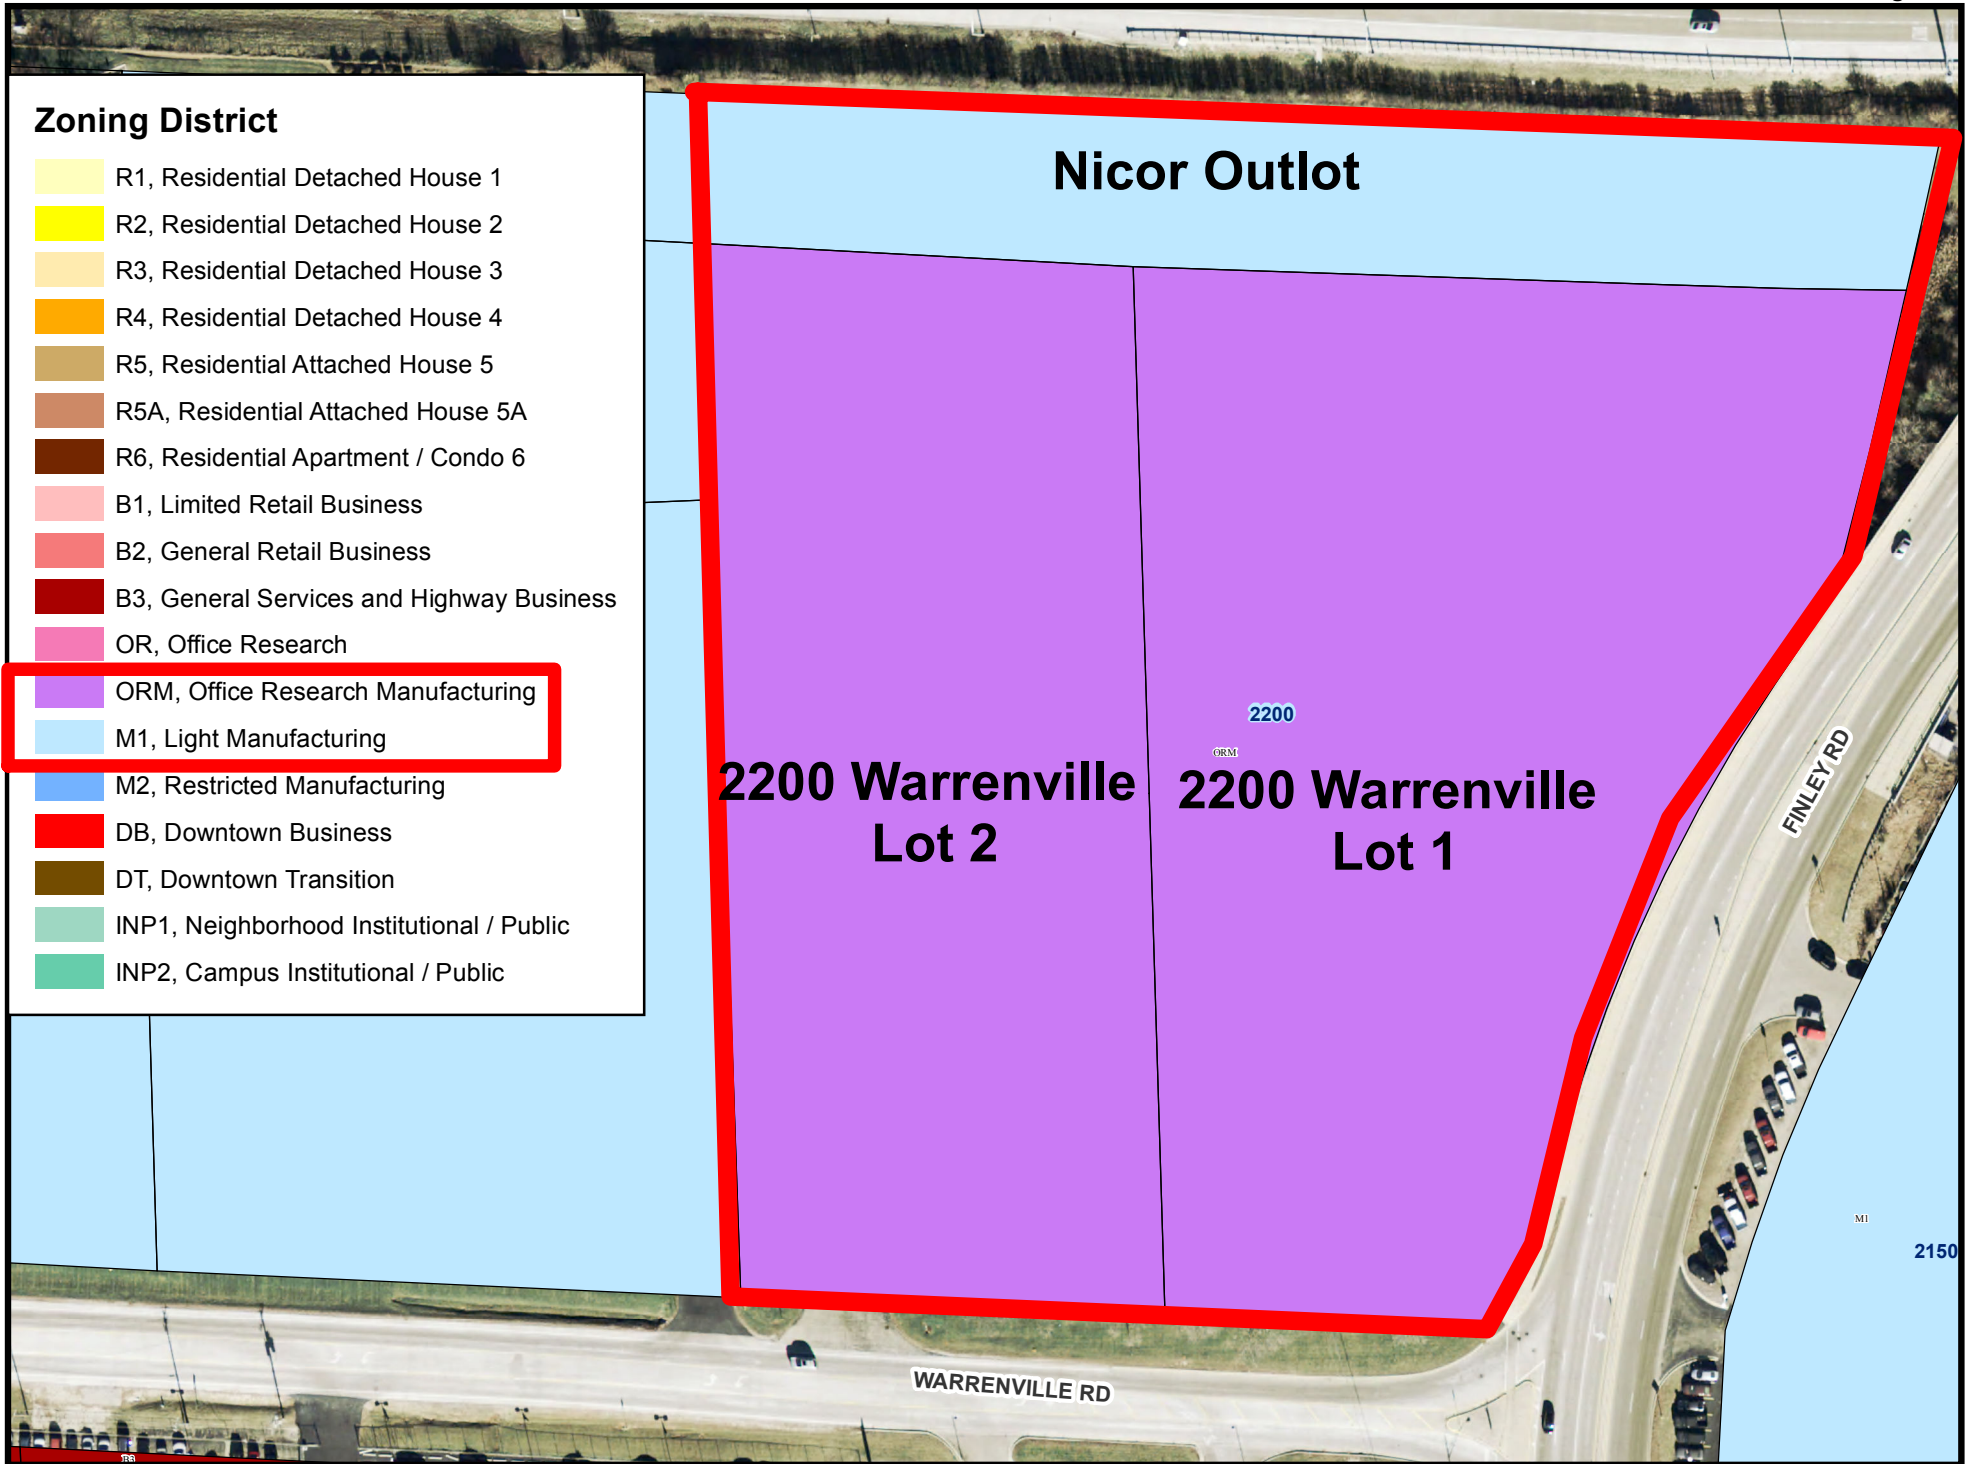 Zoning District
R1, Residential Detached House 1
R2, Residential Detached House 2
R3, Residential Detached House 3
R4, Residential Detached House 4
R5, Residential Attached House 5
R5A, Residential Attached House 5A
R6, Residential Apartment / Condo 6
B1, Limited Retail Business
B2, General Retail Business
B3, General Services and Highway Business
OR, Office Research
ORM, Office Research Manufacturing
M1, Light Manufacturing
M2, Restricted Manufacturing
DB, Downtown Business
DT, Downtown Transition
INP1, Neighborhood Institutional / Public
INP2, Campus Institutional / Public
Nicor Outlot
2200
ORM
2200 Warrenville
Lot 2
2200 Warrenville
Lot 1
FINLEY RD
M1
2150
WARRENVILLE RD
B3